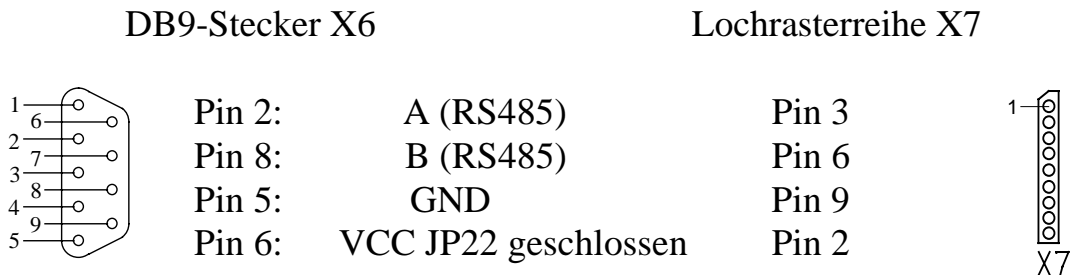 DB9-Stecker X6 Lochrasterreihe X7
1
6 Pin 2: A (RS485) Pin 3 1
2
7 Pin 8: B (RS485) Pin 6
3
8 Pin 5: GND Pin 9
4
9
5 Pin 6: VCC JP22 geschlossen Pin 2
X7